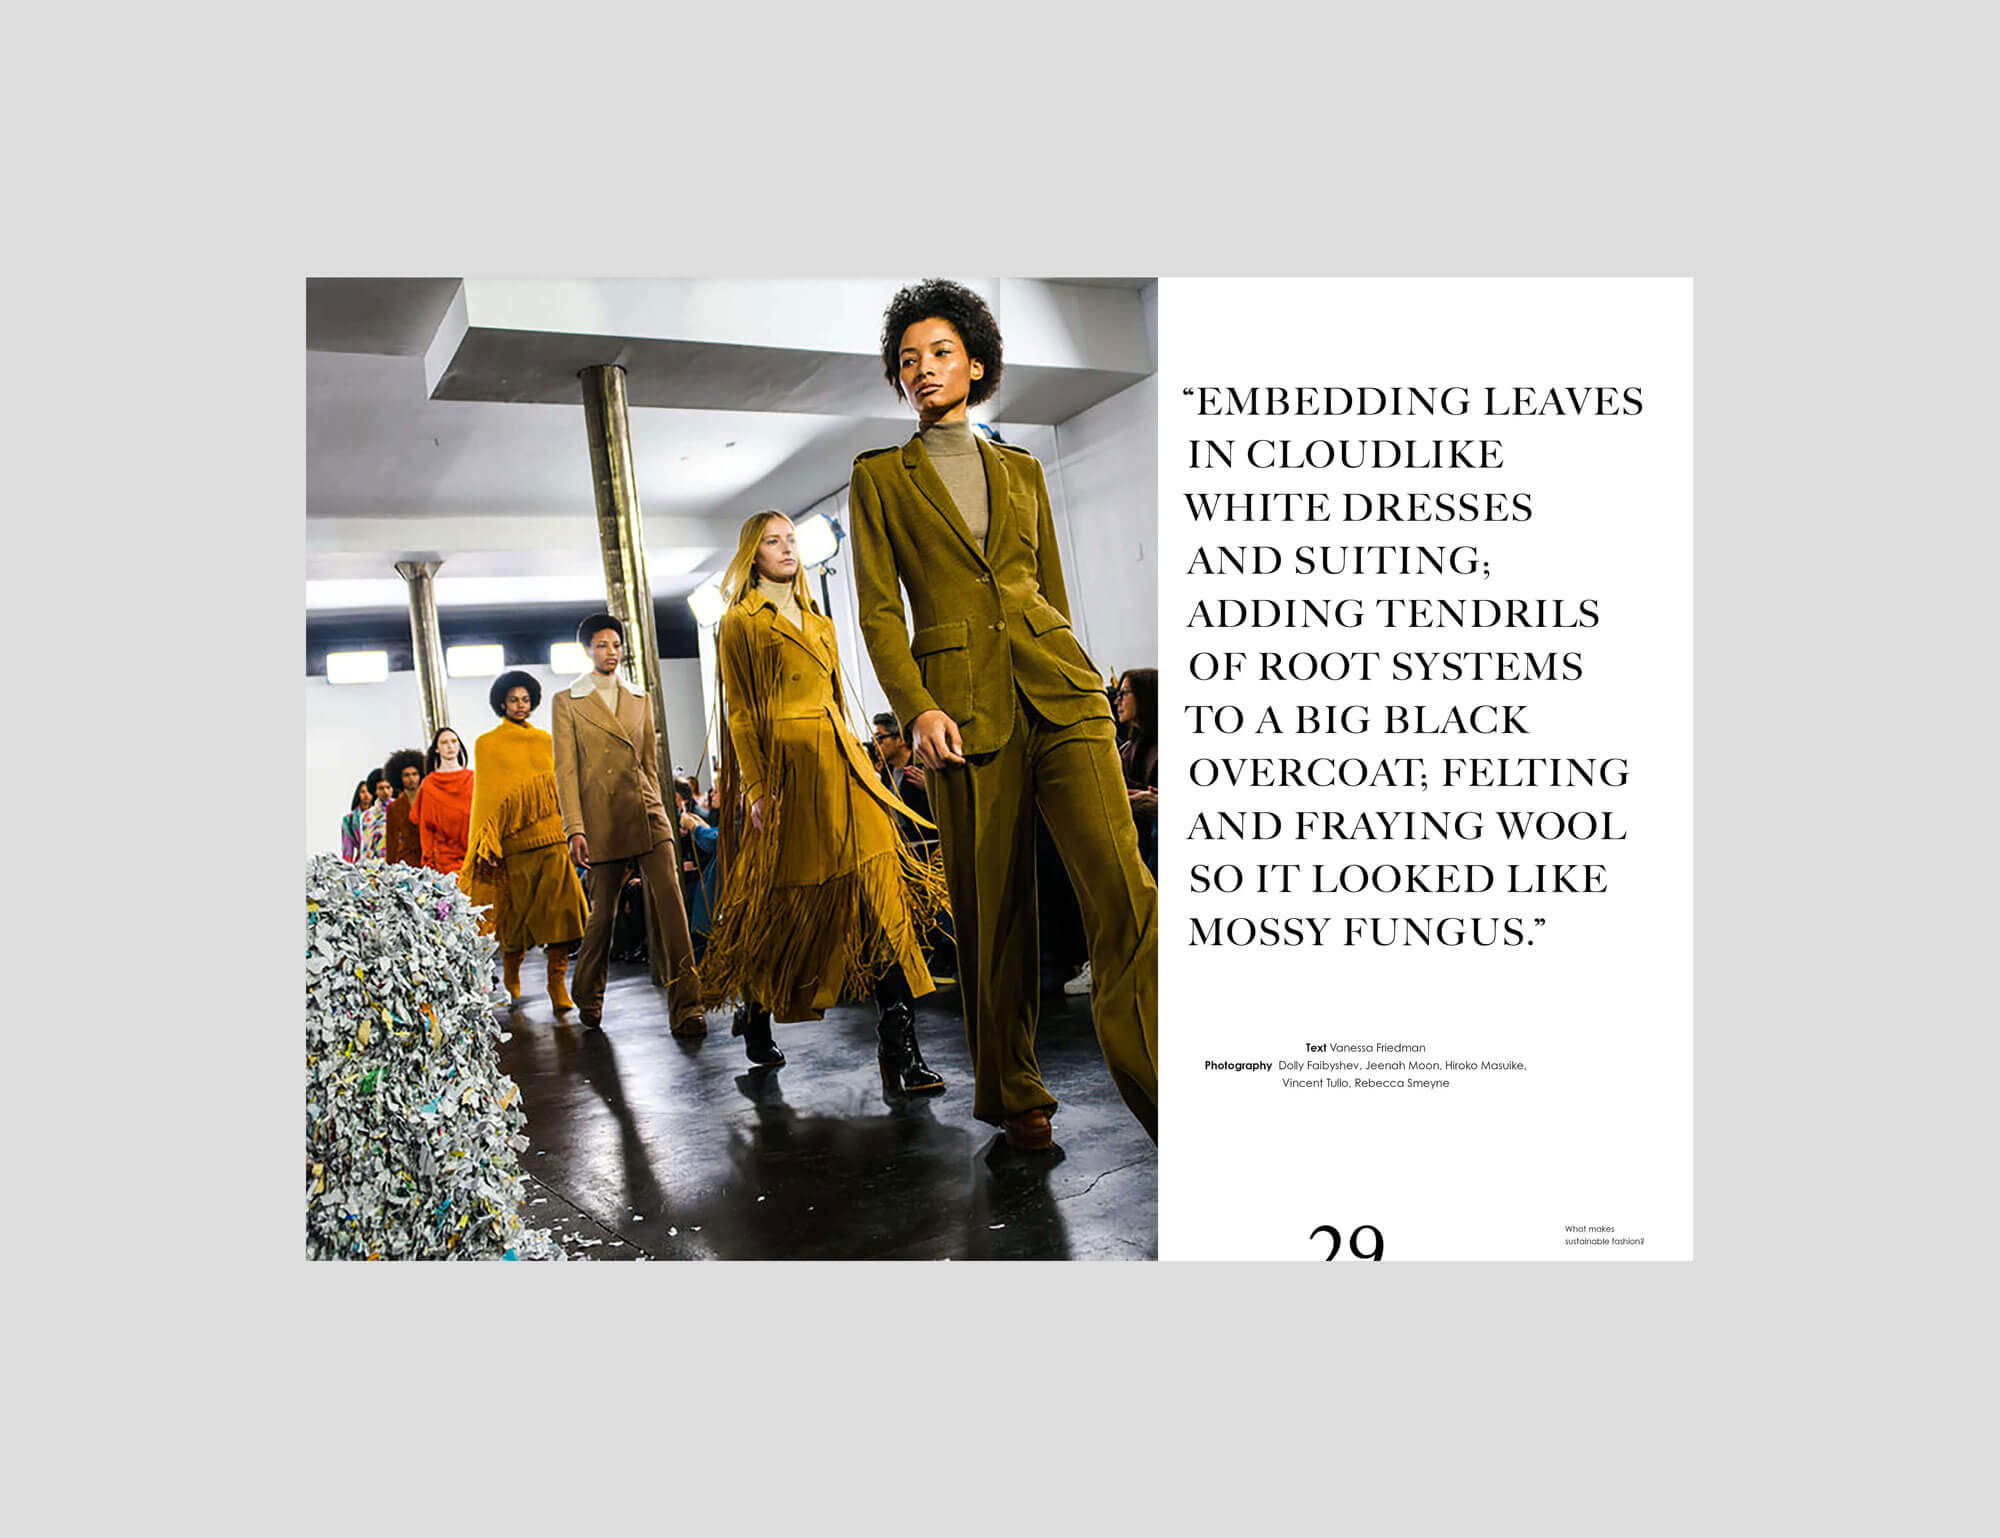 “EMBEDDING LEAVES
IN CLOUDLIKE
WHITE DRESSES
AND SUITING;
ADDING TENDRILS
OF ROOT SYSTEMS
TO A BIG BLACK
OVERCOAT; FELTING
AND FRAYING WOOL
SO IT LOOKED LIKE
MOSSY FUNGUS.”
Text Vanessa Friedman
Photography Dolly Faibyshev, Jeenah Moon, Hiroko Masuike,
Vincent Tullo, Rebecca Smeyne
29
What makes
sustainable fashion?